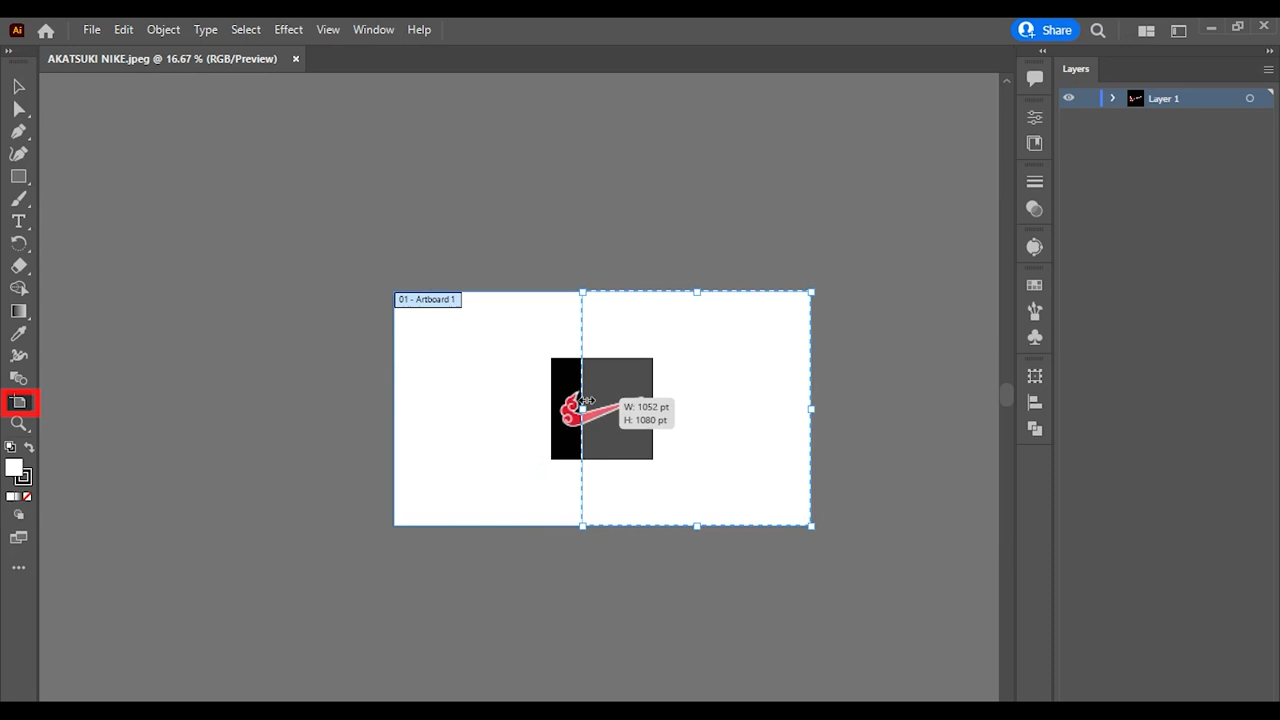 Ai File Edit Object Type Select Effect View Window Help Share
AKATSUKI NIKE.jpeg @ 16.67 % (RGB/Preview) ×
Layers
Layer 1
01 - Artboard 1
W: 1052 pt
H: 1080 pt